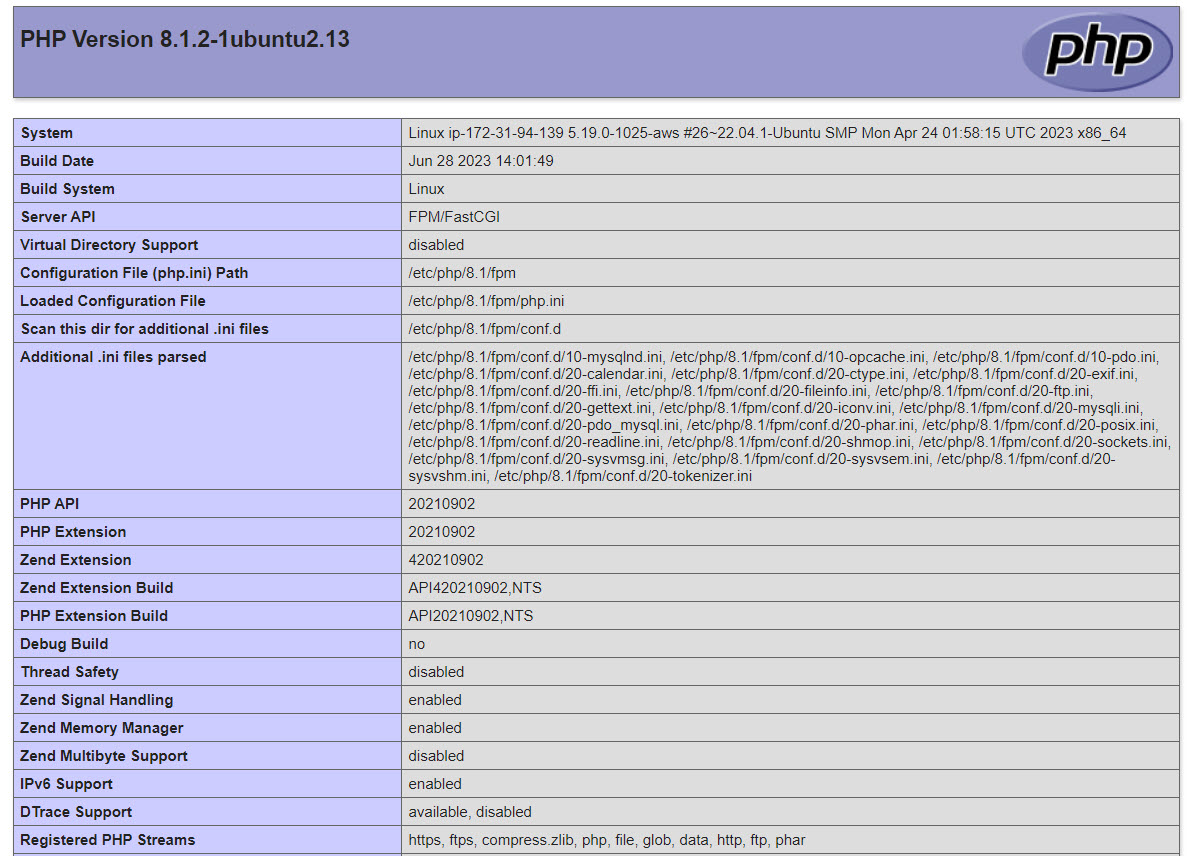 PHP Version 8.1.2-1ubuntu2.13
php
System Linux ip-172-31-94-139 5.19.0-1025-aws #26~22.04.1-Ubuntu SMP Mon Apr 24 01:58:15 UTC 2023 x86_64
Build Date Jun 28 2023 14:01:49
Build System Linux
Server API FPM/FastCGI
Virtual Directory Support disabled
Configuration File (php.ini) Path /etc/php/8.1/fpm
Loaded Configuration File /etc/php/8.1/fpm/php.ini
Scan this dir for additional .ini files /etc/php/8.1/fpm/conf.d
Additional .ini files parsed /etc/php/8.1/fpm/conf.d/10-mysqlnd.ini, /etc/php/8.1/fpm/conf.d/10-opcache.ini, /etc/php/8.1/fpm/conf.d/10-pdo.ini,
/etc/php/8.1/fpm/conf.d/20-calendar.ini, /etc/php/8.1/fpm/conf.d/20-ctype.ini, /etc/php/8.1/fpm/conf.d/20-exif.ini,
/etc/php/8.1/fpm/conf.d/20-ffi.ini, /etc/php/8.1/fpm/conf.d/20-fileinfo.ini, /etc/php/8.1/fpm/conf.d/20-ftp.ini,
/etc/php/8.1/fpm/conf.d/20-gettext.ini, /etc/php/8.1/fpm/conf.d/20-iconv.ini, /etc/php/8.1/fpm/conf.d/20-mysqli.ini,
/etc/php/8.1/fpm/conf.d/20-pdo_mysql.ini, /etc/php/8.1/fpm/conf.d/20-phar.ini, /etc/php/8.1/fpm/conf.d/20-posix.ini,
/etc/php/8.1/fpm/conf.d/20-readline.ini, /etc/php/8.1/fpm/conf.d/20-shmop.ini, /etc/php/8.1/fpm/conf.d/20-sockets.ini,
/etc/php/8.1/fpm/conf.d/20-sysvmsg.ini, /etc/php/8.1/fpm/conf.d/20-sysvsem.ini, /etc/php/8.1/fpm/conf.d/20-
sysvshm.ini, /etc/php/8.1/fpm/conf.d/20-tokenizer.ini
PHP API 20210902
PHP Extension 20210902
Zend Extension 420210902
Zend Extension Build API420210902,NTS
PHP Extension Build API20210902,NTS
Debug Build no
Thread Safety disabled
Zend Signal Handling enabled
Zend Memory Manager enabled
Zend Multibyte Support disabled
IPv6 Support enabled
DTrace Support available, disabled
Registered PHP Streams https, ftps, compress.zlib, php, file, glob, data, http, ftp, phar